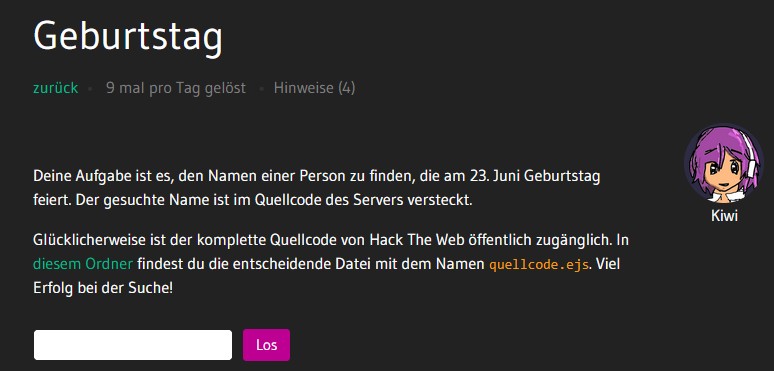 Geburtstag
zurück • 9 mal pro Tag gelöst • Hinweise (4)
Kiwi
Deine Aufgabe ist es, den Namen einer Person zu finden, die am 23. Juni Geburtstag
feiert. Der gesuchte Name ist im Quellcode des Servers versteckt.
Glücklicherweise ist der komplette Quellcode von Hack The Web öffentlich zugänglich. In
diesem Ordner findest du die entscheidende Datei mit dem Namen quellcode.ejs. Viel
Erfolg bei der Suche!
Los